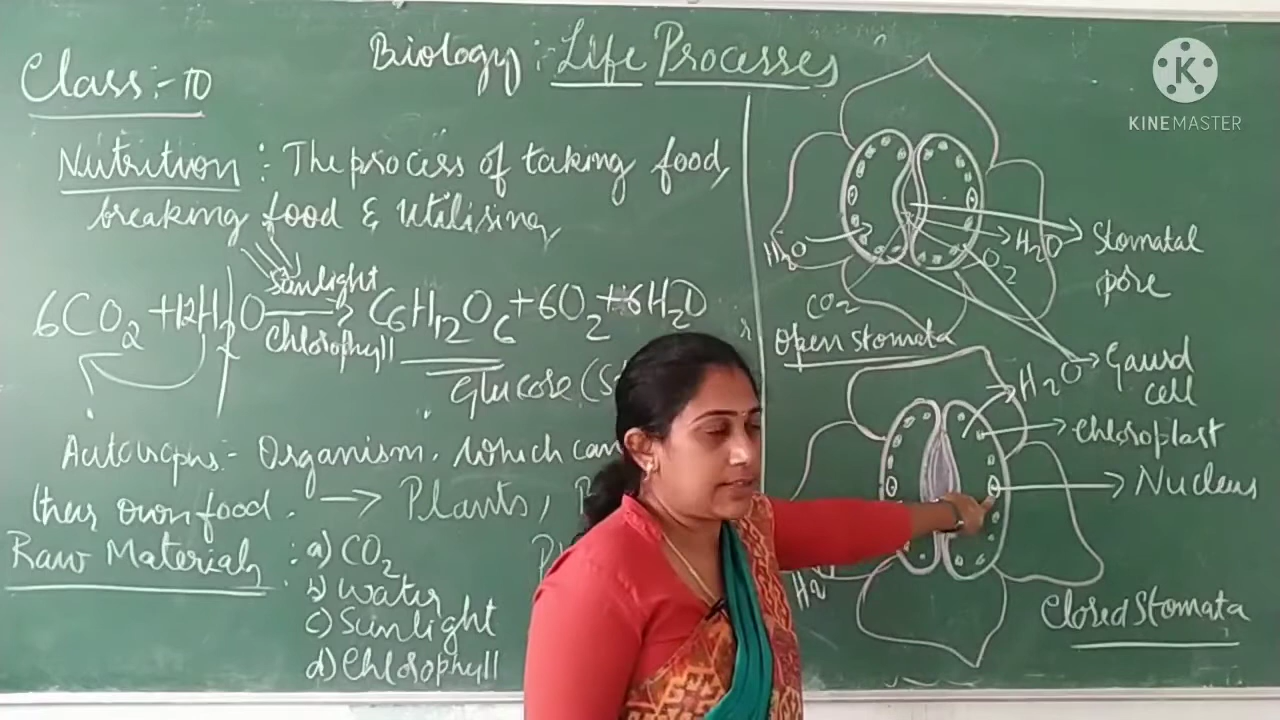 Biology:- Life Processes
Class:- 10
Nutrition: The process of taking food,
breaking food & Utilising
Sunlight
6CO2 + 12H2O → C6H12O6 + 6O2 + 6H2O
Chlorophyll
Glucose (S
Autotrophs:- Organism. Which can
their own food. → Plants,
Raw Materials: a) CO2
b) Water
c) Sunlight
d) Chlorophyll
H2O
H2O
O2
CO2
Stomatal
pore
Open Stomata
Gaurd
cell
H2O
Chloroplast
Nucleus
H2
Closed Stomata
K
KINEMASTER